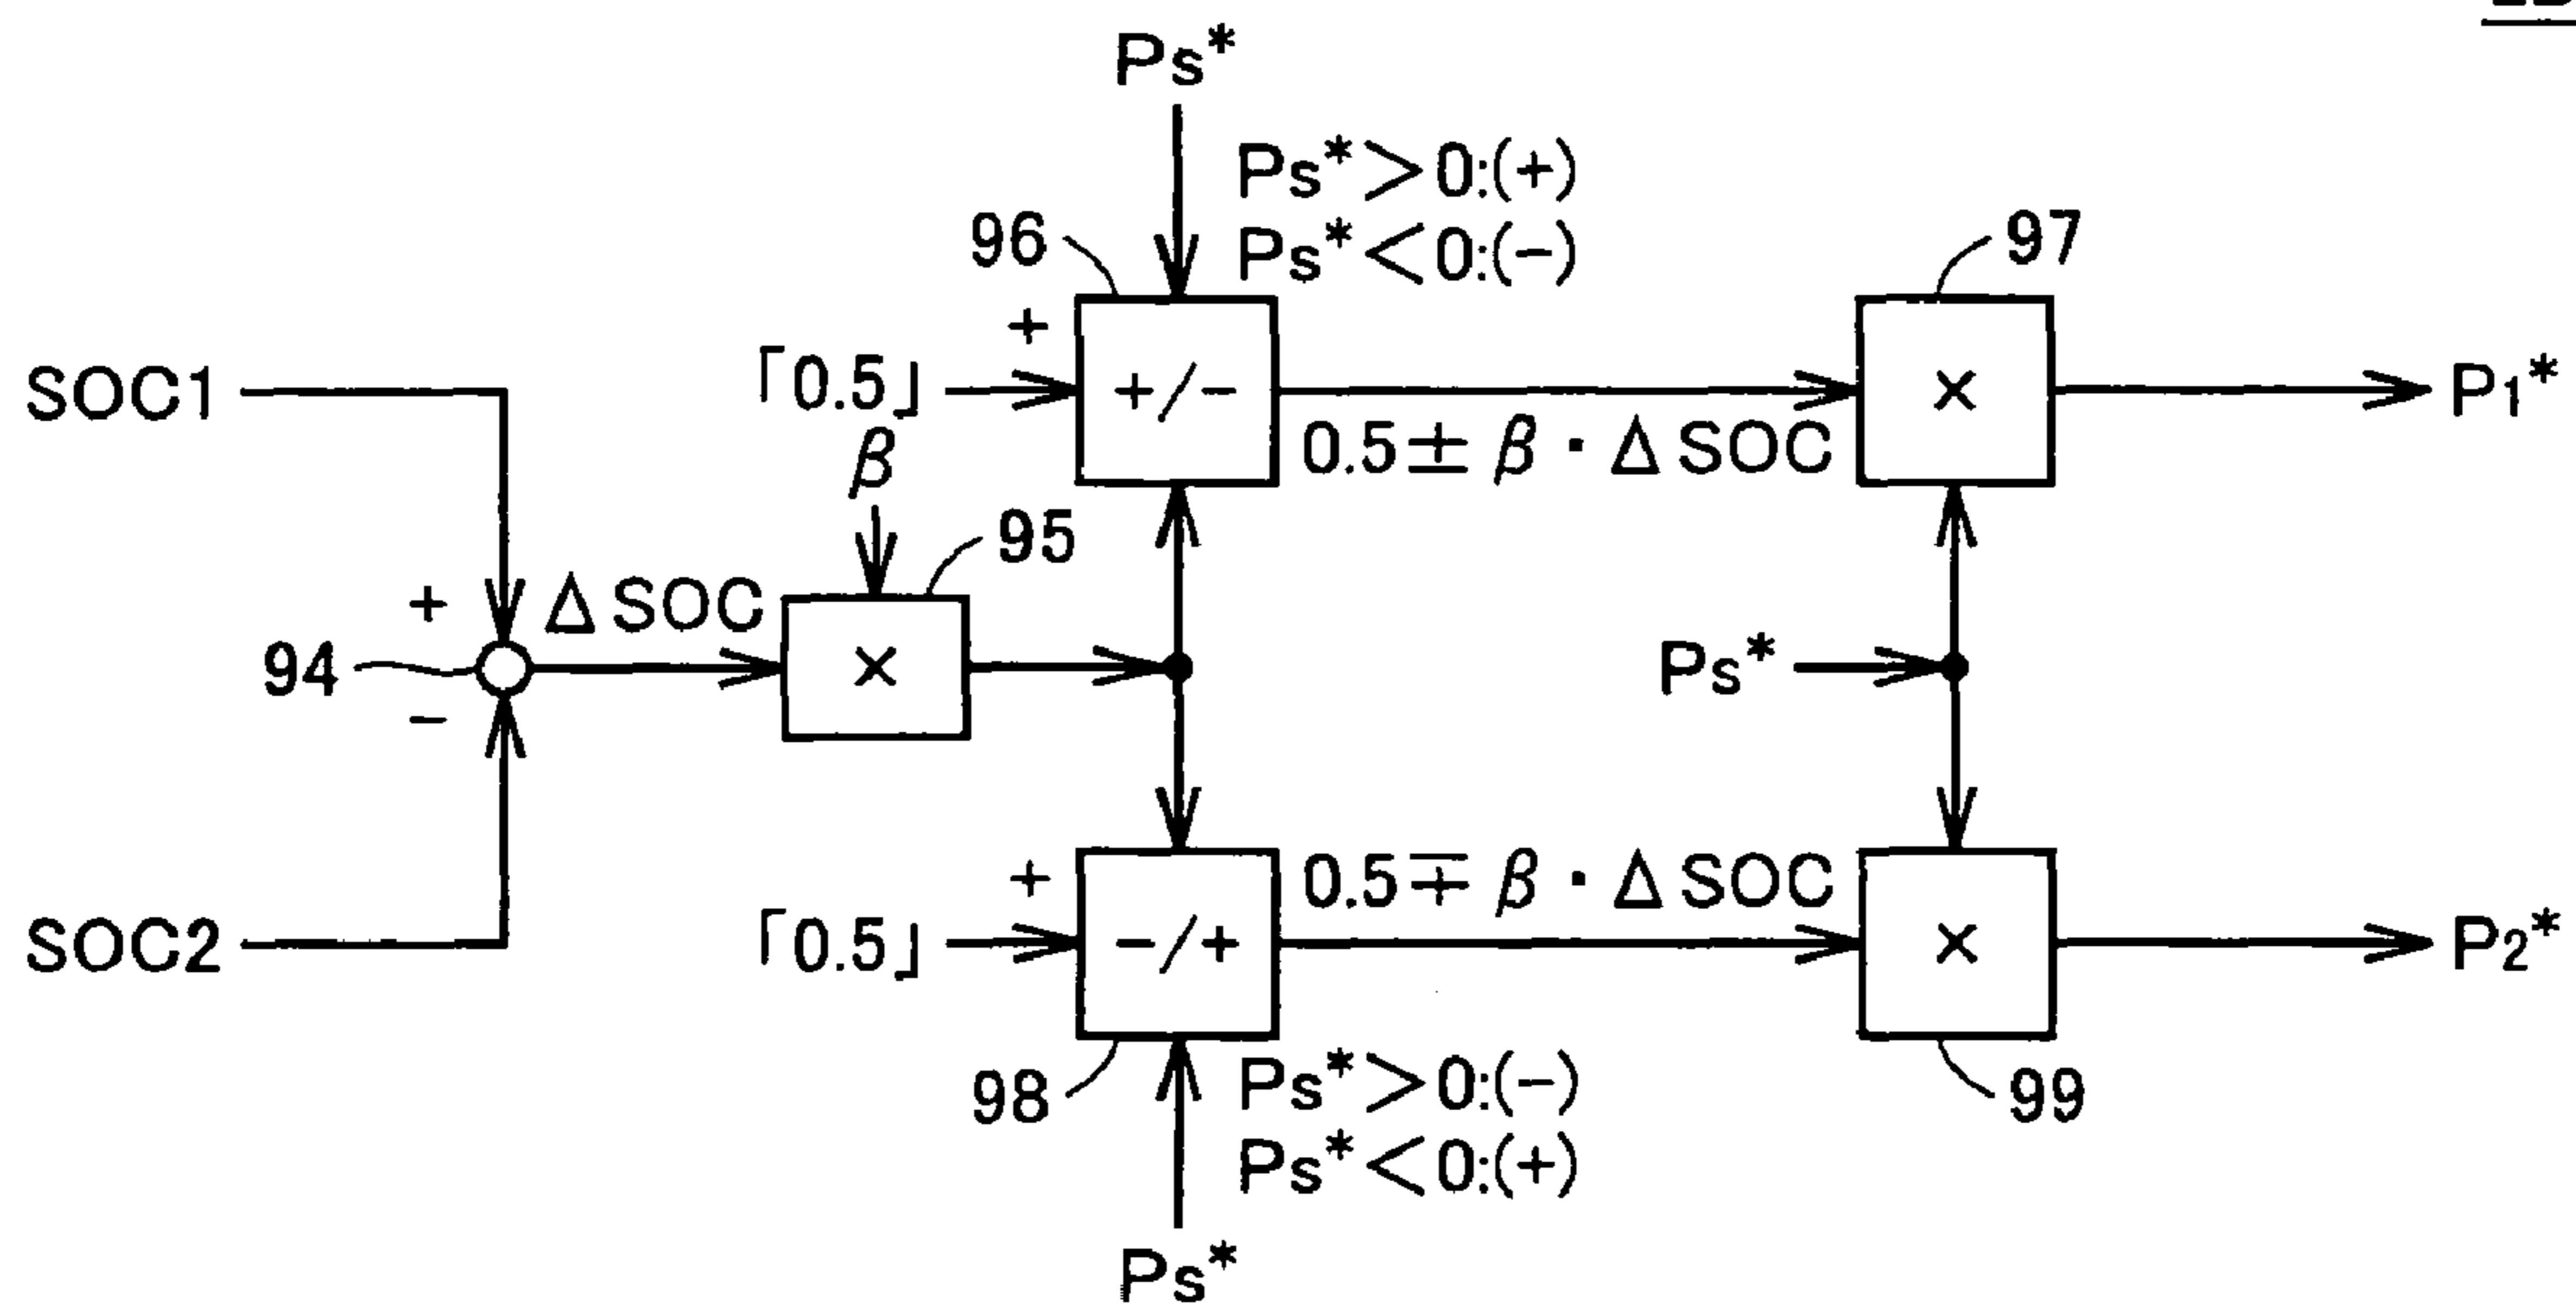 Ps*
Ps*>0:(+)
Ps*<0:(-)
96
97
+
SOC1
「0.5」
+/-
×
P1*
0.5± β・ΔSOC
β
95
+
ΔSOC
94
×
Ps*
-
+
0.5∓ β・ΔSOC
SOC2
「0.5」
-/+
×
P2*
98
Ps*>0:(-)
99
Ps*<0:(+)
Ps*